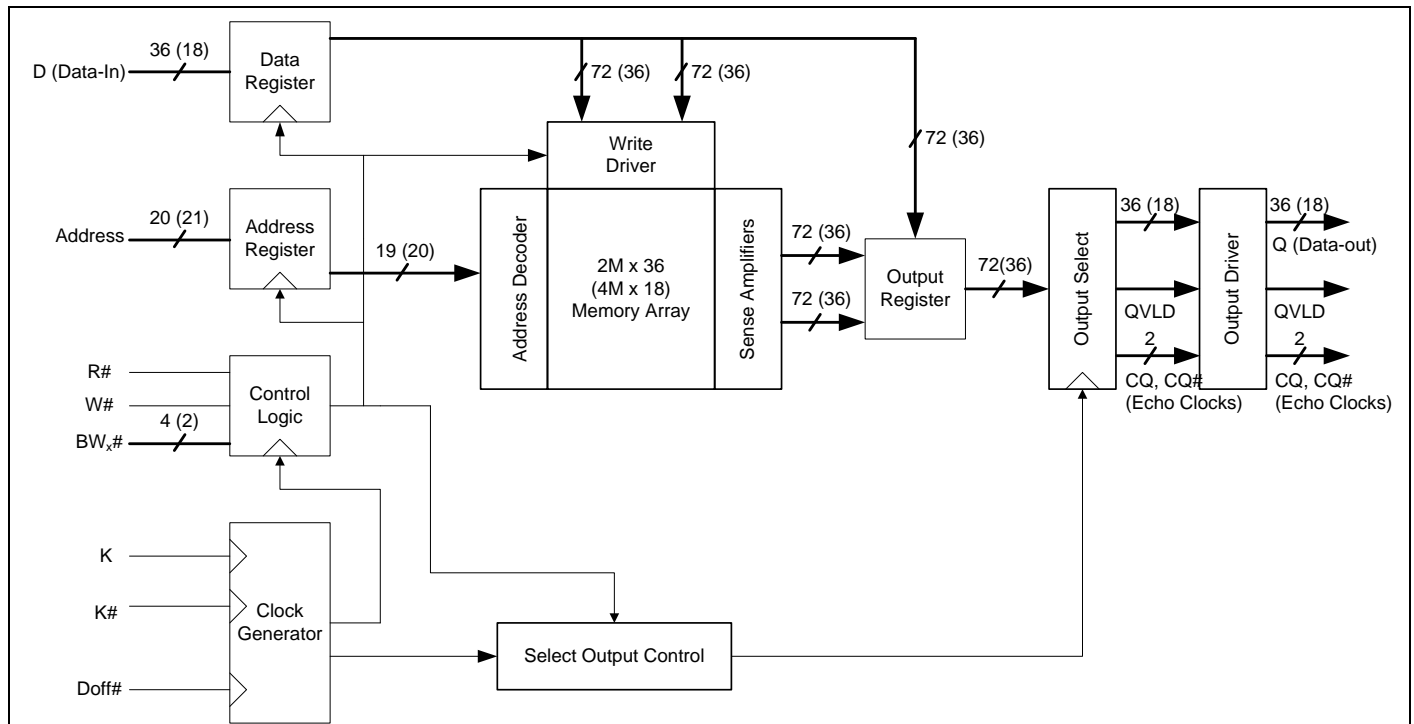 D (Data-In)
36 (18)
Data
Register
72 (36)
72 (36)
72 (36)
Write
Driver
Address
20 (21)
Address
Register
19 (20)
Address Decoder
2M x 36
(4M x 18)
Memory Array
Sense Amplifiers
72 (36)
72 (36)
Output
Register
72(36)
Output Select
36 (18)
QVLD
2
CQ, CQ#
(Echo Clocks)
Output Driver
36 (18)
Q (Data-out)
QVLD
2
CQ, CQ#
(Echo Clocks)
R#
W#
BWx#
4 (2)
Control
Logic
K
K#
Doff#
Clock
Generator
Select Output Control